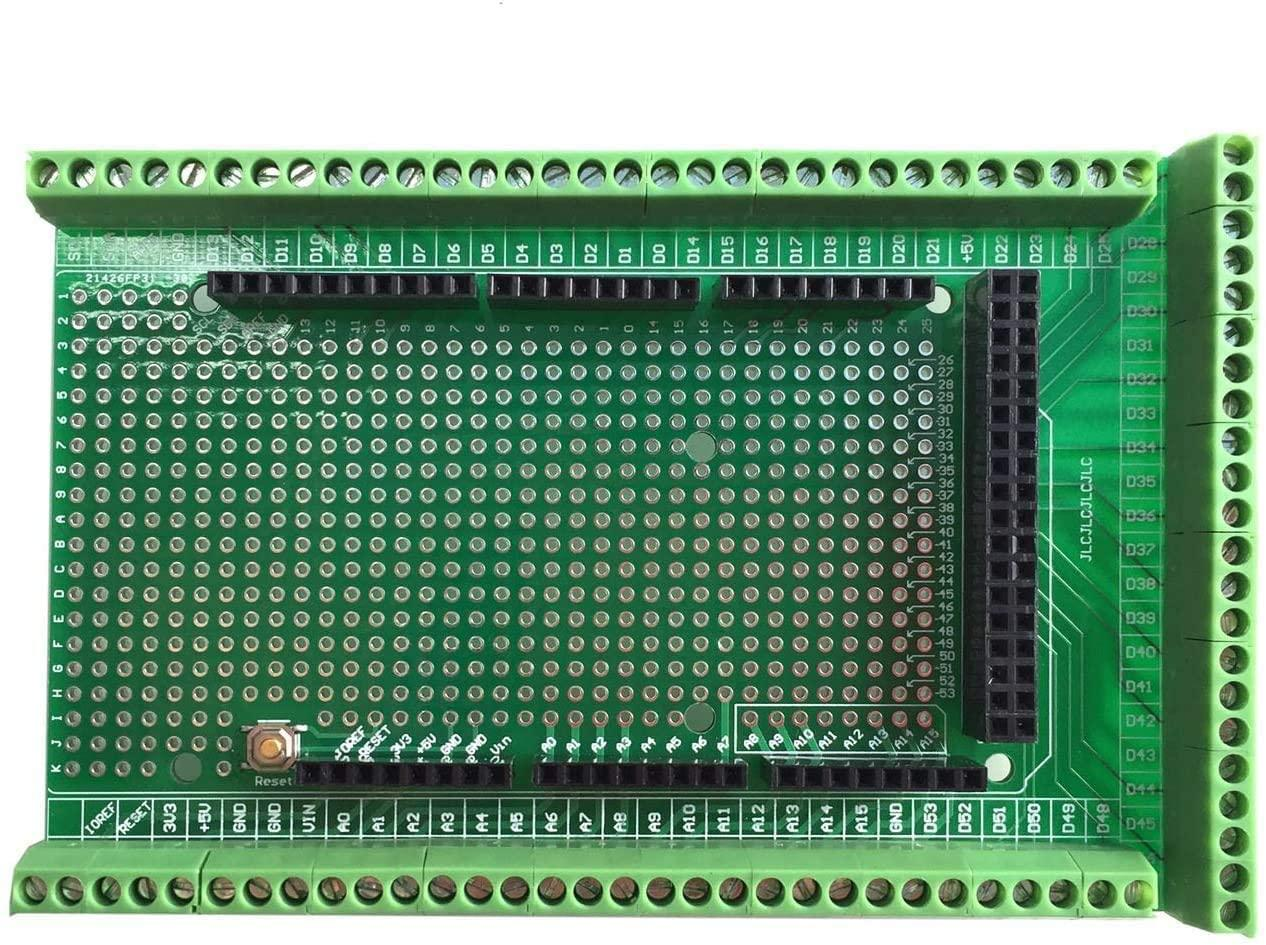 GND D13 D12 D11 D10 D9 D8 D7 D6 D5 D4 D3 D2 D1 D0 D14 D15 D16 D17 D18 D19 D20 D21 +5V D22 D23 D24 D25
D28
D29
D30
D31
D32
D33
D34
D35
D36
D37
D38
D39
D40
D41
D42
D43
D44
D45
13 12 11 10 9 8 7 6 5 4 3 2 1 0 14 15 16 17 18 19 20 21 22 23 24 25
1
2
3
4
5
6
7
8
9
A
B
C
D
E
F
G
H
I
J
K
26
27
28
29
30
31
32
33
34
35
36
37
38
39
40
41
42
43
44
45
46
47
48
49
50
51
52
53
JLCJLCJLCJLC
IOREF RESET 3V3 +5V GND GND Vin A0 A1 A2 A3 A4 A5 A6 A7 A8 A9 A10 A11 A12 A13 A14 A15
Reset
IOREF RESET 3V3 +5V GND GND VIN A0 A1 A2 A3 A4 A5 A6 A7 A8 A9 A10 A11 A12 A13 A14 A15 GND D53 D52 D51 D50 D49 D48